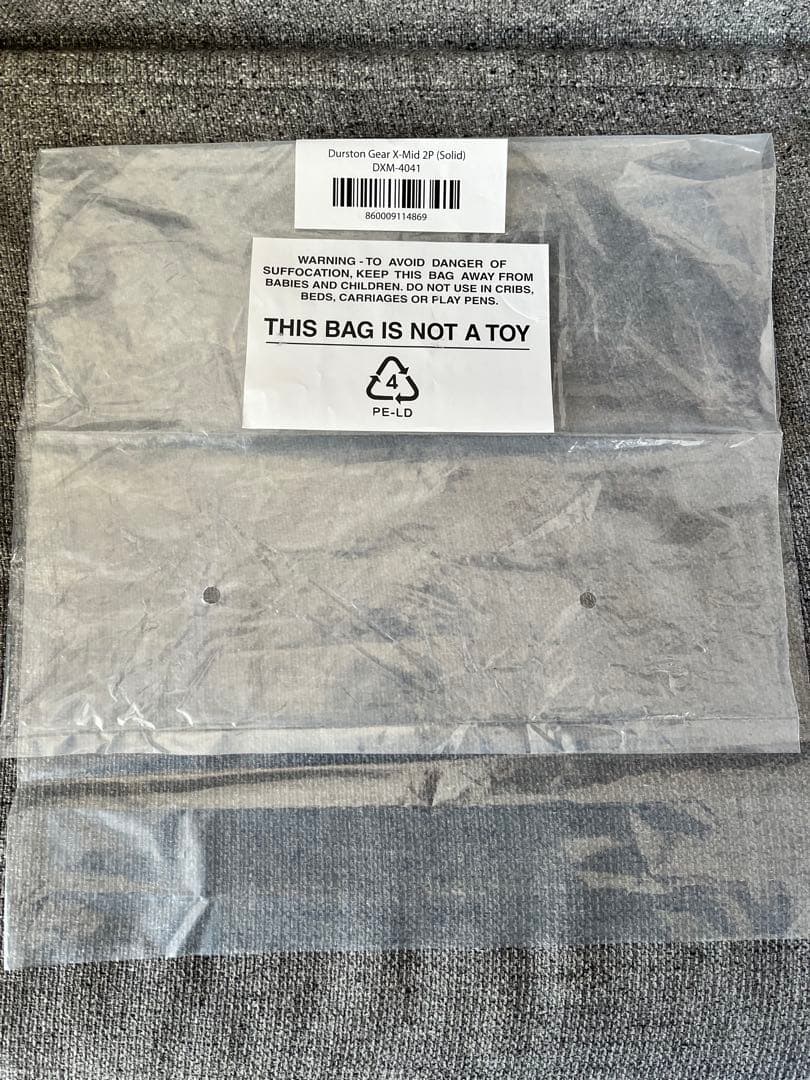 Durston Gear X-Mid 2P (Solid)
DXM-4041
860009114869
WARNING - TO AVOID DANGER OF
SUFFOCATION, KEEP THIS BAG AWAY FROM
BABIES AND CHILDREN. DO NOT USE IN CRIBS,
BEDS, CARRIAGES OR PLAY PENS.
THIS BAG IS NOT A TOY
4
PE-LD